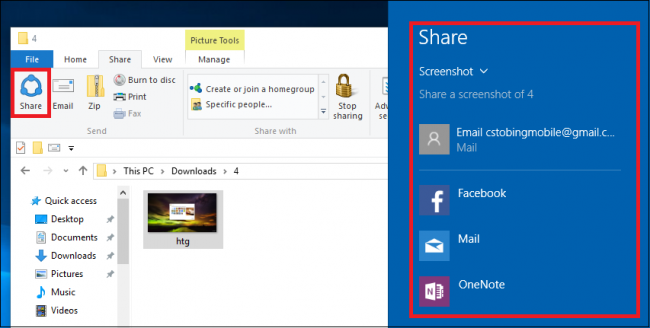 4
Picture Tools
File
Home
Share
View
Manage
Share
Email
Zip
Burn to disc
Print
Fax
Send
Create or join a homegroup
Specific people...
Share with
Stop
sharing
Adv
se
This PC > Downloads > 4
Quick access
Desktop
Documents
Downloads
Pictures
Music
Videos
htg
Share
Screenshot
Share a screenshot of 4
Email cstobingmobile@gmail.c...
Mail
Facebook
Mail
OneNote